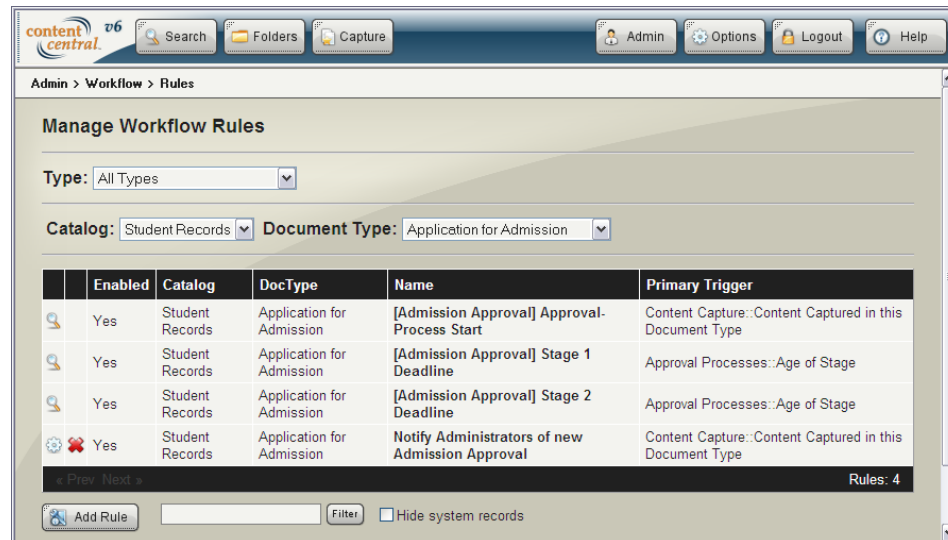 content central. v6 Search Folders Capture Admin Options Logout Help
Admin > Workflow > Rules
Manage Workflow Rules
Type: All Types
Catalog: Student Records Document Type: Application for Admission
Enabled Catalog DocType Name Primary Trigger
Yes Student Records Application for Admission [Admission Approval] Approval-Process Start Content Capture::Content Captured in this Document Type
Yes Student Records Application for Admission [Admission Approval] Stage 1 Deadline Approval Processes::Age of Stage
Yes Student Records Application for Admission [Admission Approval] Stage 2 Deadline Approval Processes::Age of Stage
Yes Student Records Application for Admission Notify Administrators of new Admission Approval Content Capture::Content Captured in this Document Type
« Prev Next » Rules: 4
Add Rule Filter Hide system records